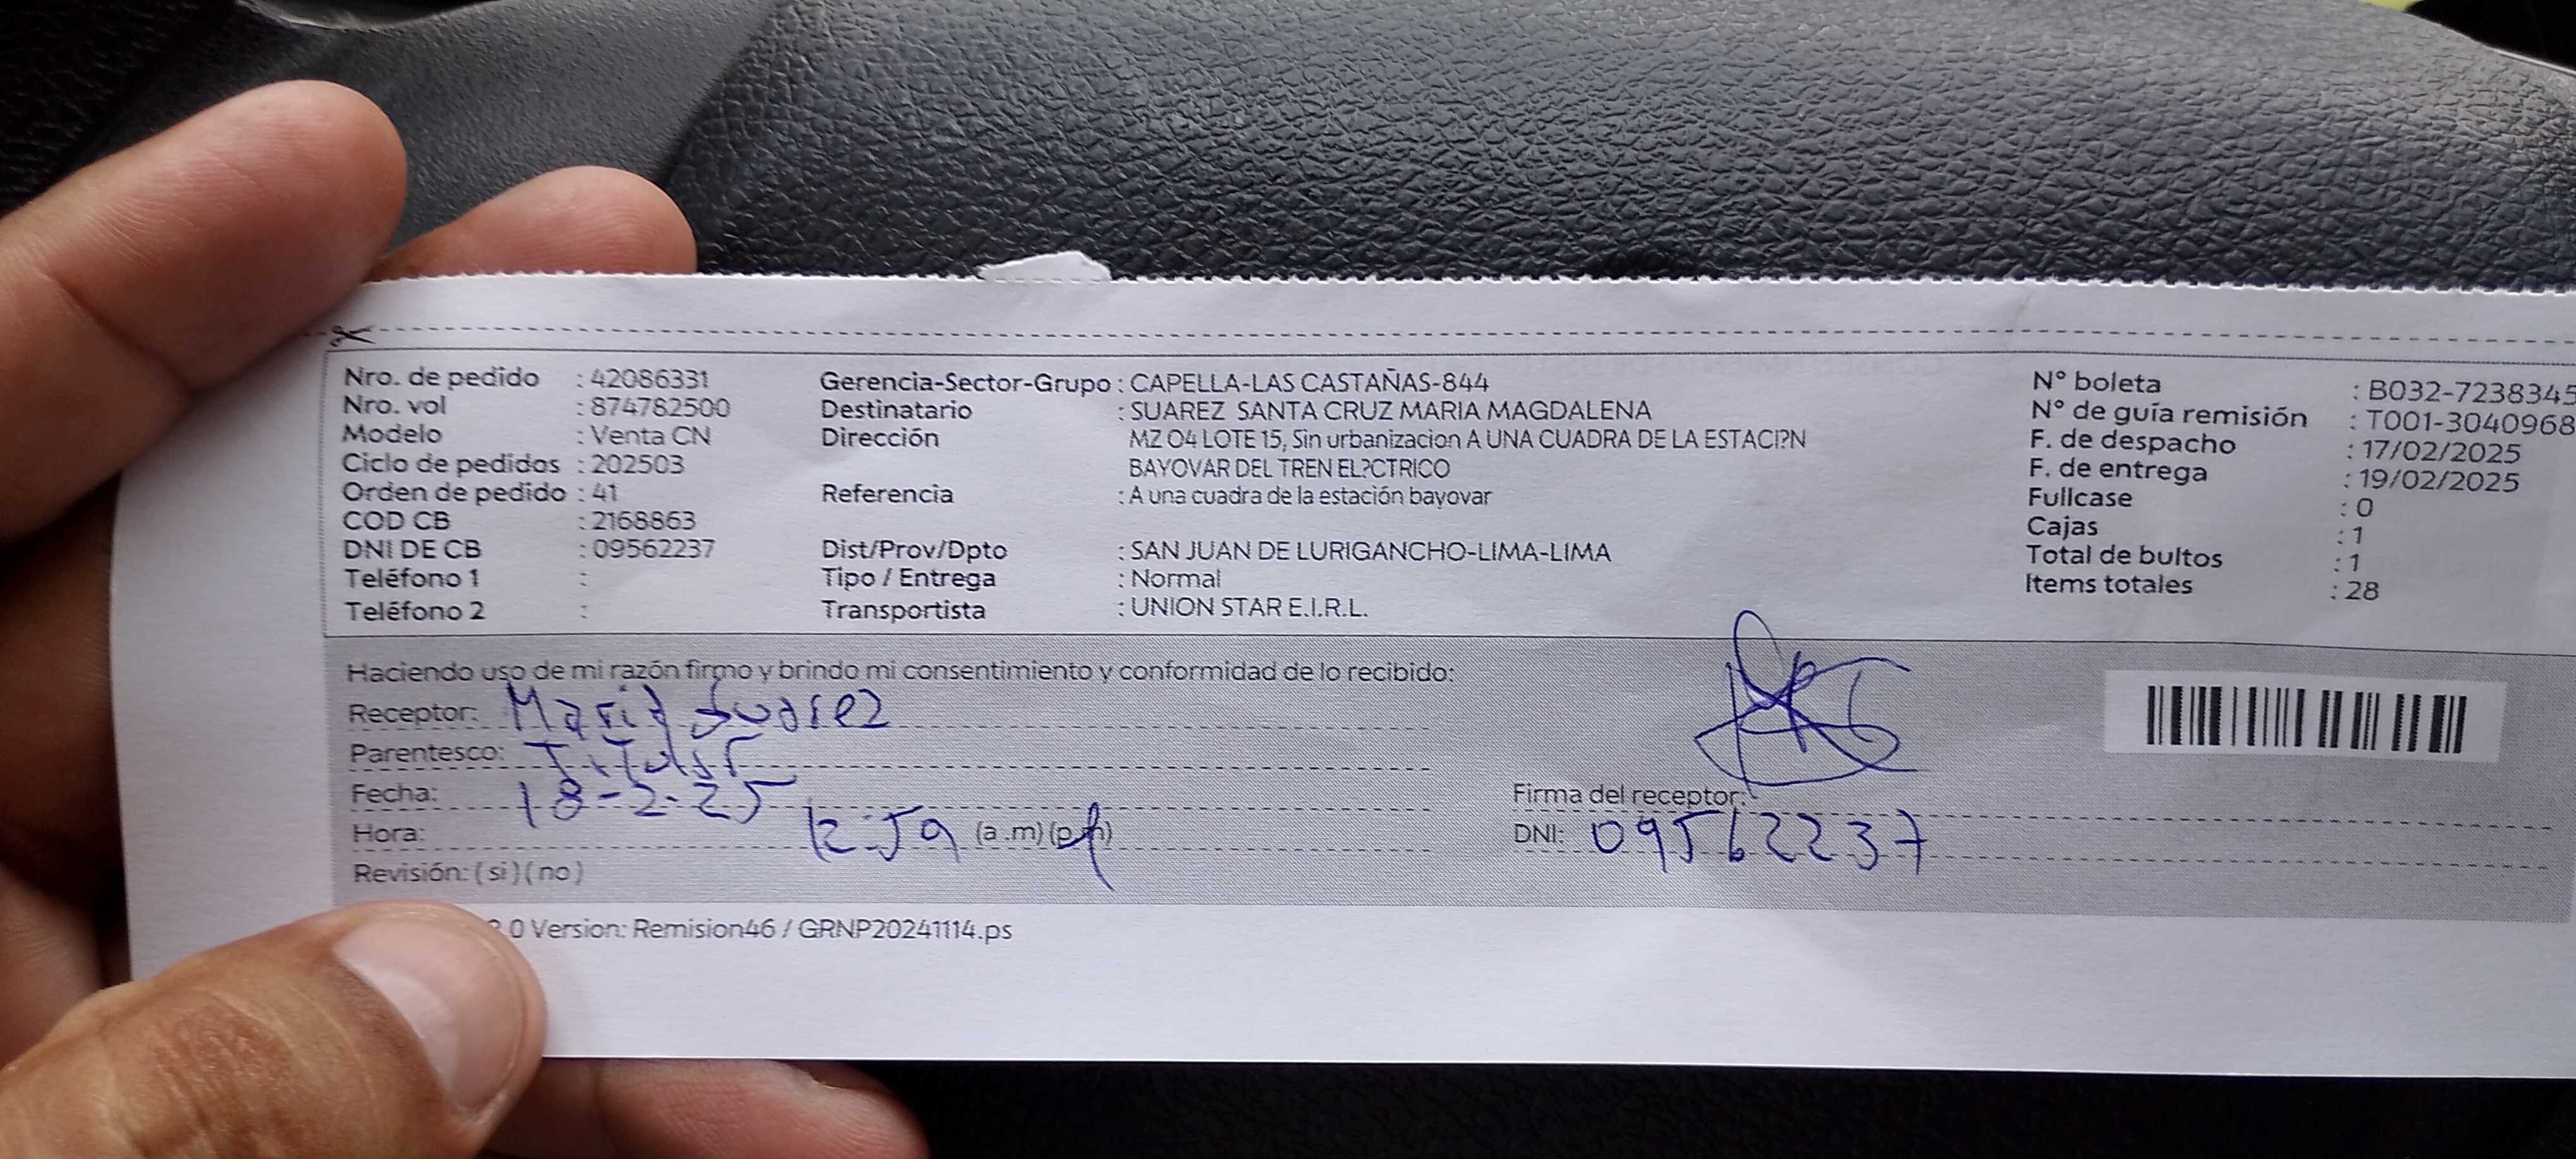 Nro. de pedido : 42086331
Nro. vol : 874782500
Modelo : Venta CN
Ciclo de pedidos : 202503
Orden de pedido : 41
COD CB : 2168863
DNI DE CB : 09562237
Teléfono 1 :
Teléfono 2 :
Gerencia-Sector-Grupo : CAPELLA-LAS CASTAÑAS-844
Destinatario : SUAREZ SANTA CRUZ MARIA MAGDALENA
Dirección MZ O4 LOTE 15, Sin urbanizacion A UNA CUADRA DE LA ESTACI?N
BAYOVAR DEL TREN EL?CTRICO
Referencia : A una cuadra de la estación bayovar
Dist/Prov/Dpto : SAN JUAN DE LURIGANCHO-LIMA-LIMA
Tipo / Entrega : Normal
Transportista : UNION STAR E.I.R.L.
N° boleta : B032-7238345
N° de guía remisión : T001-3040968
F. de despacho : 17/02/2025
F. de entrega : 19/02/2025
Fullcase : 0
Cajas : 1
Total de bultos : 1
Items totales : 28
Haciendo uso de mi razón firmo y brindo mi consentimiento y conformidad de lo recibido:
Receptor: Maria Suarez
Parentesco: Titular
Fecha: 18-2-25
Hora: 12:59 (a.m) (p.m)
Revisión: (si) (no)
Firma del receptor:
DNI: 09562237
0 Version: Remision46 / GRNP20241114.ps